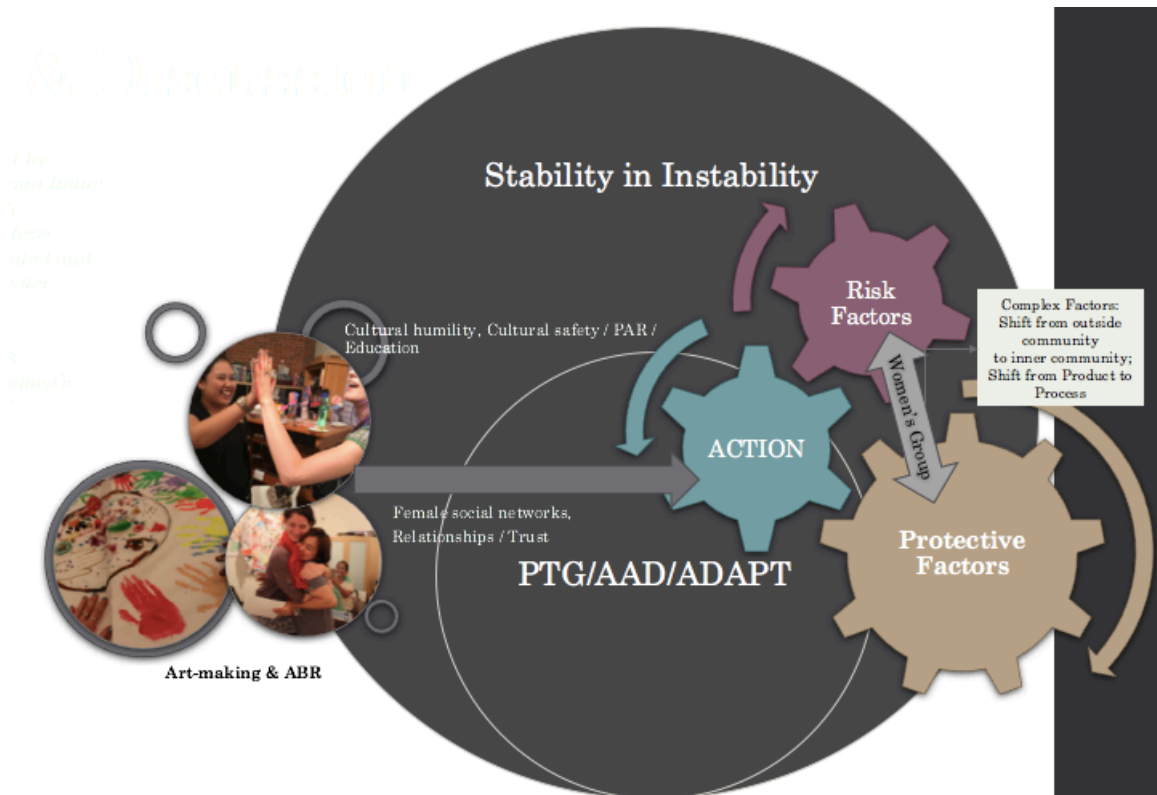 & Discussion
Stability in Instability
Risk
Factors
Complex Factors:
Shift from outside
community
to inner community;
Shift from Product to
Process
Cultural humility, Cultural safety / PAR /
Education
Women's Group
ACTION
Female social networks,
Relationships / Trust
PTG/AAD/ADAPT
Protective
Factors
Art-making & ABR